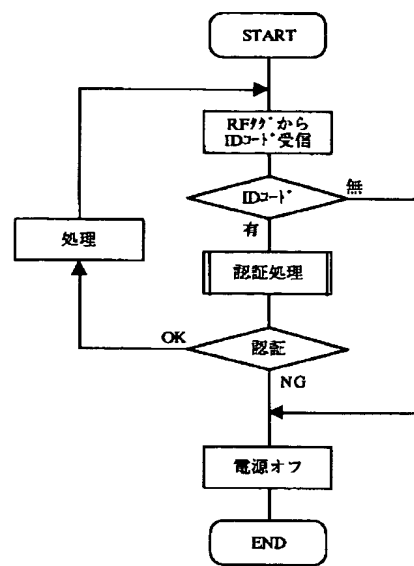 START
RFﾀｸﾞから
IDｺｰﾄﾞ受信
IDｺｰﾄﾞ
無
有
処理
認証処理
OK
認証
NG
電源オフ
END